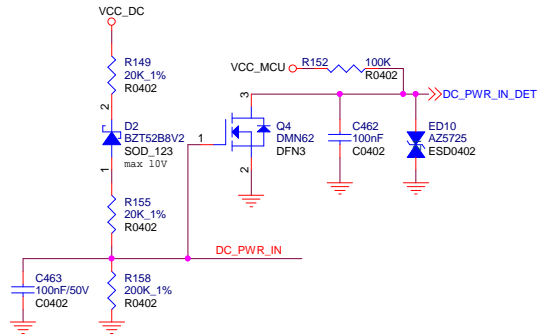 VCC_DC
R149
20K_1%
R0402
2
D2
BZT52B8V2
SOD_123
max 10V
1
R155
20K_1%
R0402
VCC_MCU
R152
100K
R0402
DC_PWR_IN_DET
3
1
2
Q4
DMN62
DFN3
C462
100nF
C0402
ED10
AZ5725
ESD0402
DC_PWR_IN
C463
100nF/50V
C0402
R158
200K_1%
R0402